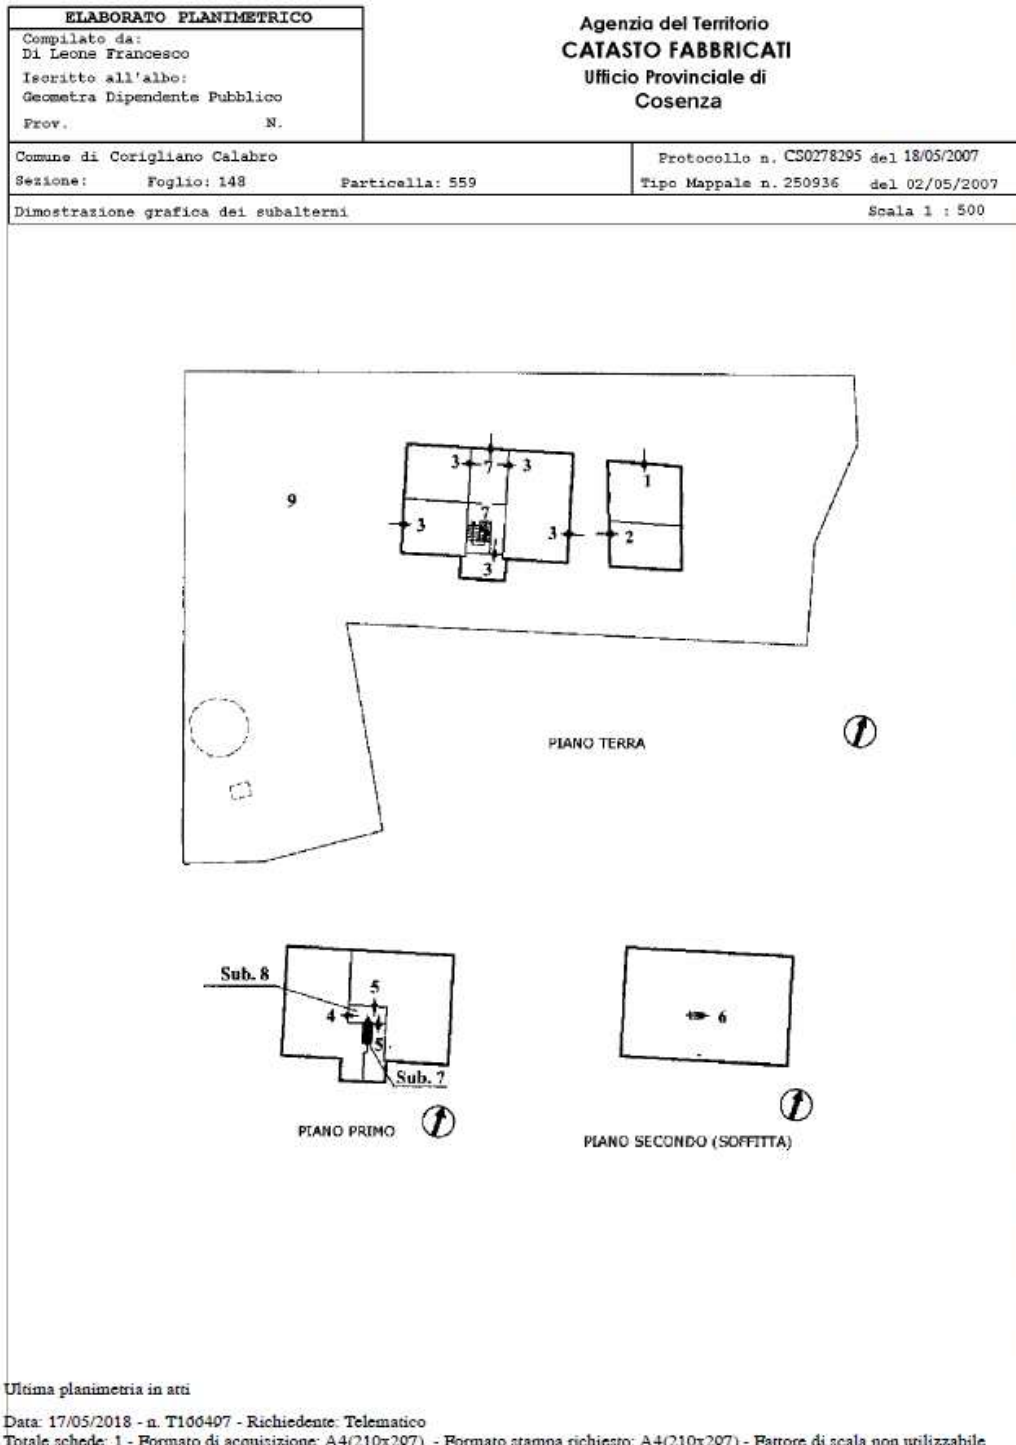 ELABORATO PLANIMETRICO
Compilato da:
Di Leone Francesco
Iscritto all'albo:
Geometra Dipendente Pubblico
Prov. N.
Agenzia del Territorio
CATASTO FABBRICATI
Ufficio Provinciale di
Cosenza
Comune di Corigliano Calabro
Sezione: Foglio: 148 Particella: 559
Protocollo n. CS0278295 del 18/05/2007
Tipo Mappale n. 250936 del 02/05/2007
Dimostrazione grafica dei subalterni Scala 1 : 500
3 7 3
1
9
7
3
3 2
3
PIANO TERRA
Sub. 8
5
4
6
5
Sub. 7
PIANO PRIMO
PIANO SECONDO (SOFFITTA)
Ultima planimetria in atti
Data: 17/05/2018 - n. T166497 - Richiedente: Telematico
Totale schede: 1 - Formato di acquisizione: A4(210x297) - Formato stampa richiesto: A4(210x297) - Fattore di scala non utilizzabile